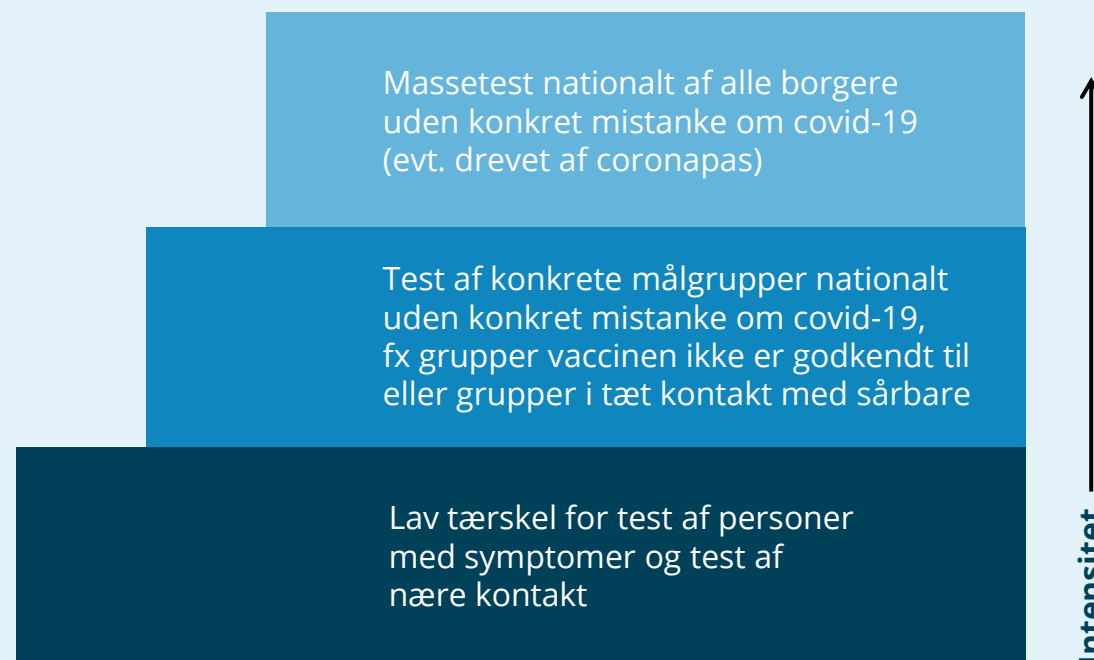 Massetest nationalt af alle borgere
uden konkret mistanke om covid-19
(evt. drevet af coronapas)
Test af konkrete målgrupper nationalt
uden konkret mistanke om covid-19,
fx grupper vaccinen ikke er godkendt til
eller grupper i tæt kontakt med sårbare
Lav tærskel for test af personer
med symptomer og test af
nære kontakt
Intensitet